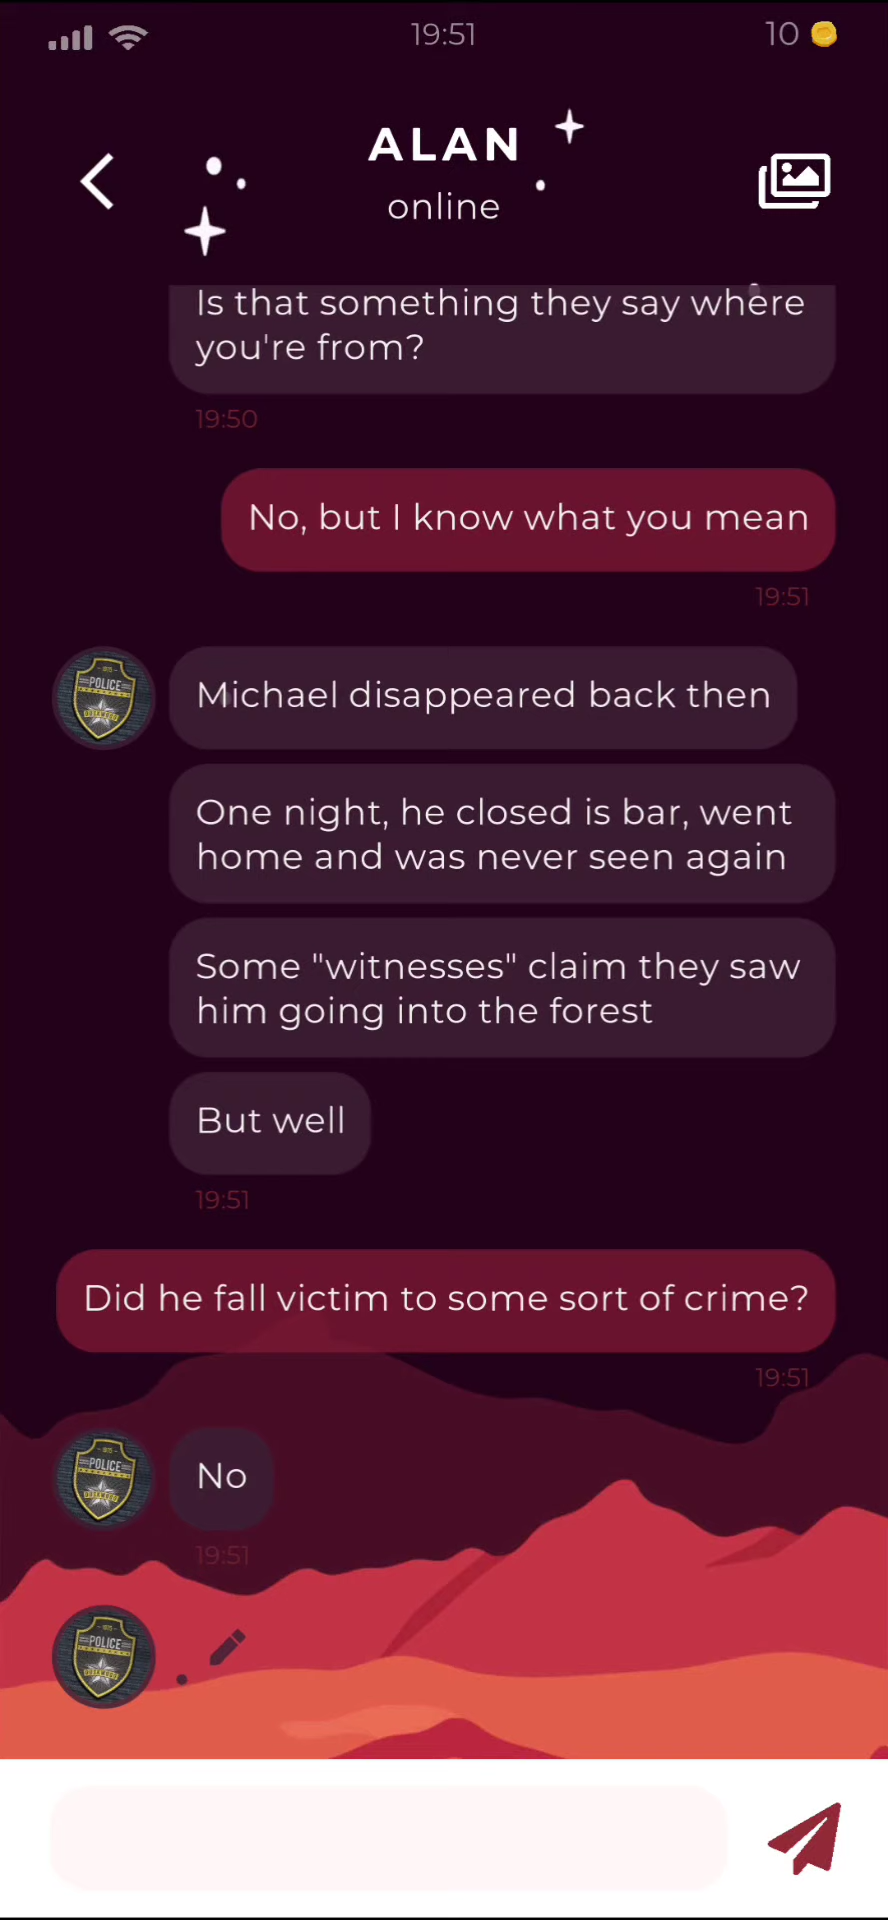 19:51
10
ALAN
online
Is that something they say where
you're from?
19:50
No, but I know what you mean
19:51
POLICE
Michael disappeared back then
One night, he closed is bar, went
home and was never seen again
Some "witnesses" claim they saw
him going into the forest
But well
19:51
Did he fall victim to some sort of crime?
19:51
POLICE
No
19:51
POLICE